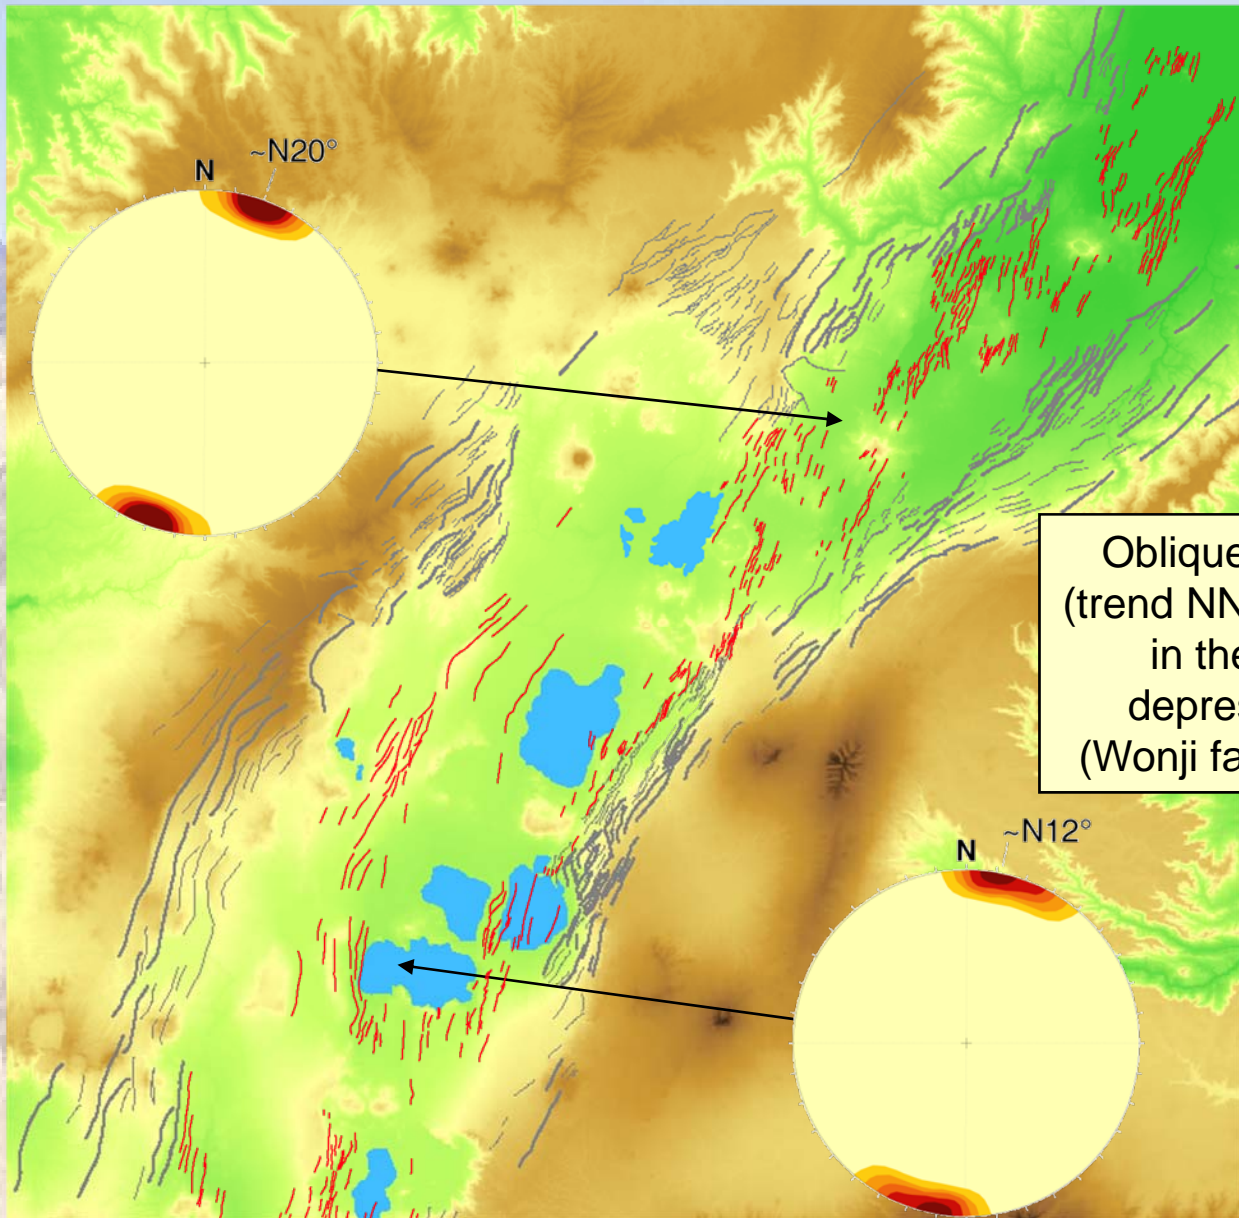 ~N20°
N
Oblique
(trend NN
in the
depres
(Wonji fa
~N12°
N